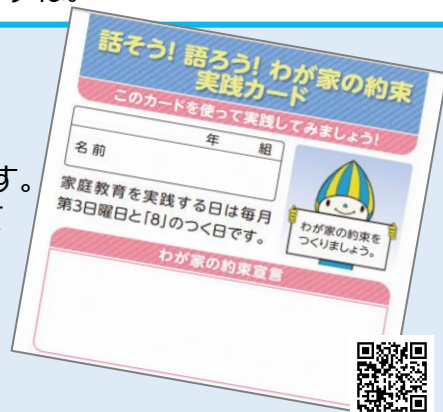 す。
話そう! 語ろう! わが家の約束
実践カード
このカードを使って実践してみましょう!
年 組
名前
家庭教育を実践する日は毎月
第3日曜日と「8」のつく日です。
わが家の約束を
つくりましょう。
わが家の約束宣言